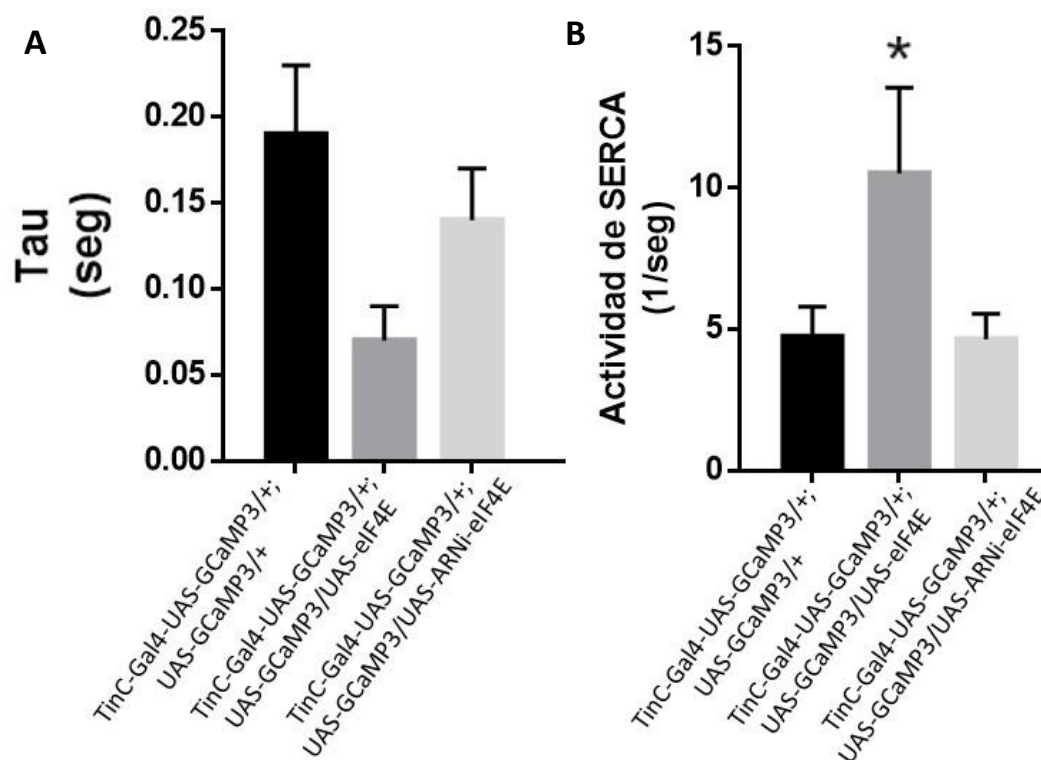 A
Tau
(seg)
0.25
0.20
0.15
0.10
0.05
0.00
TinC-Gal4-UAS-GCaMP3/+;
UAS-GCaMP3/+
TinC-Gal4-UAS-GCaMP3/+;
UAS-GCaMP3/UAS-eIF4E
TinC-Gal4-UAS-GCaMP3/+;
UAS-GCaMP3/UAS-ARNi-eIF4E
B
Actividad de SERCA
(1/seg)
15
10
5
0
*
TinC-Gal4-UAS-GCaMP3/+;
UAS-GCaMP3/+
TinC-Gal4-UAS-GCaMP3/+;
UAS-GCaMP3/UAS-eIF4E
TinC-Gal4-UAS-GCaMP3/+;
UAS-GCaMP3/UAS-ARNi-eIF4E